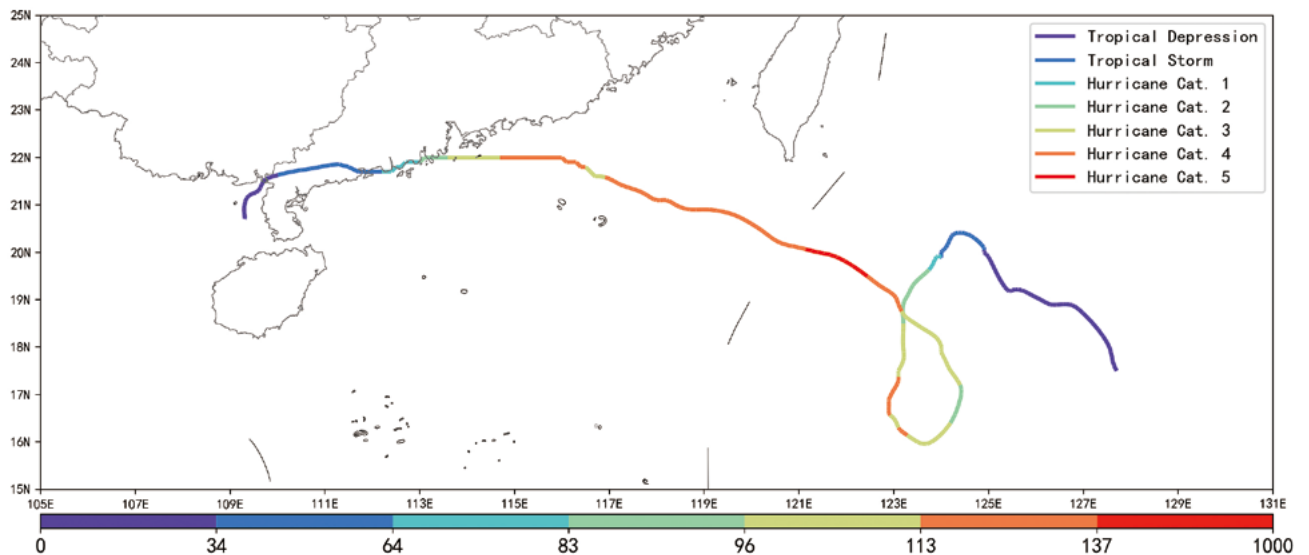 25N
24N
23N
22N
21N
20N
19N
18N
17N
16N
15N
Tropical Depression
Tropical Storm
Hurricane Cat. 1
Hurricane Cat. 2
Hurricane Cat. 3
Hurricane Cat. 4
Hurricane Cat. 5
105E 107E 109E 111E 113E 115E 117E 119E 121E 123E 125E 127E 129E 131E
0 34 64 83 96 113 137 1000